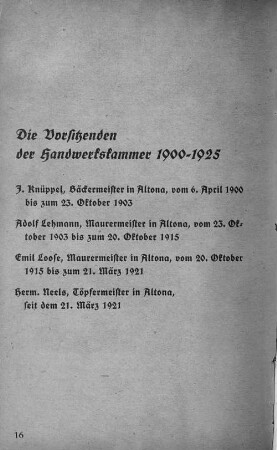 Die Vorsitzenden
der Handwerkskammer 1900-1925
J. Knüppel, Bäckermeister in Altona, vom 6. April 1900
bis zum 23. Oktober 1903
Adolf Lehmann, Maurermeister in Altona, vom 23. Ok-
tober 1903 bis zum 20. Oktober 1915
Emil Loose, Maurermeister in Altona, vom 20. Oktober
1915 bis zum 21. März 1921
Herm. Neels, Töpfermeister in Altona,
seit dem 21. März 1921
16